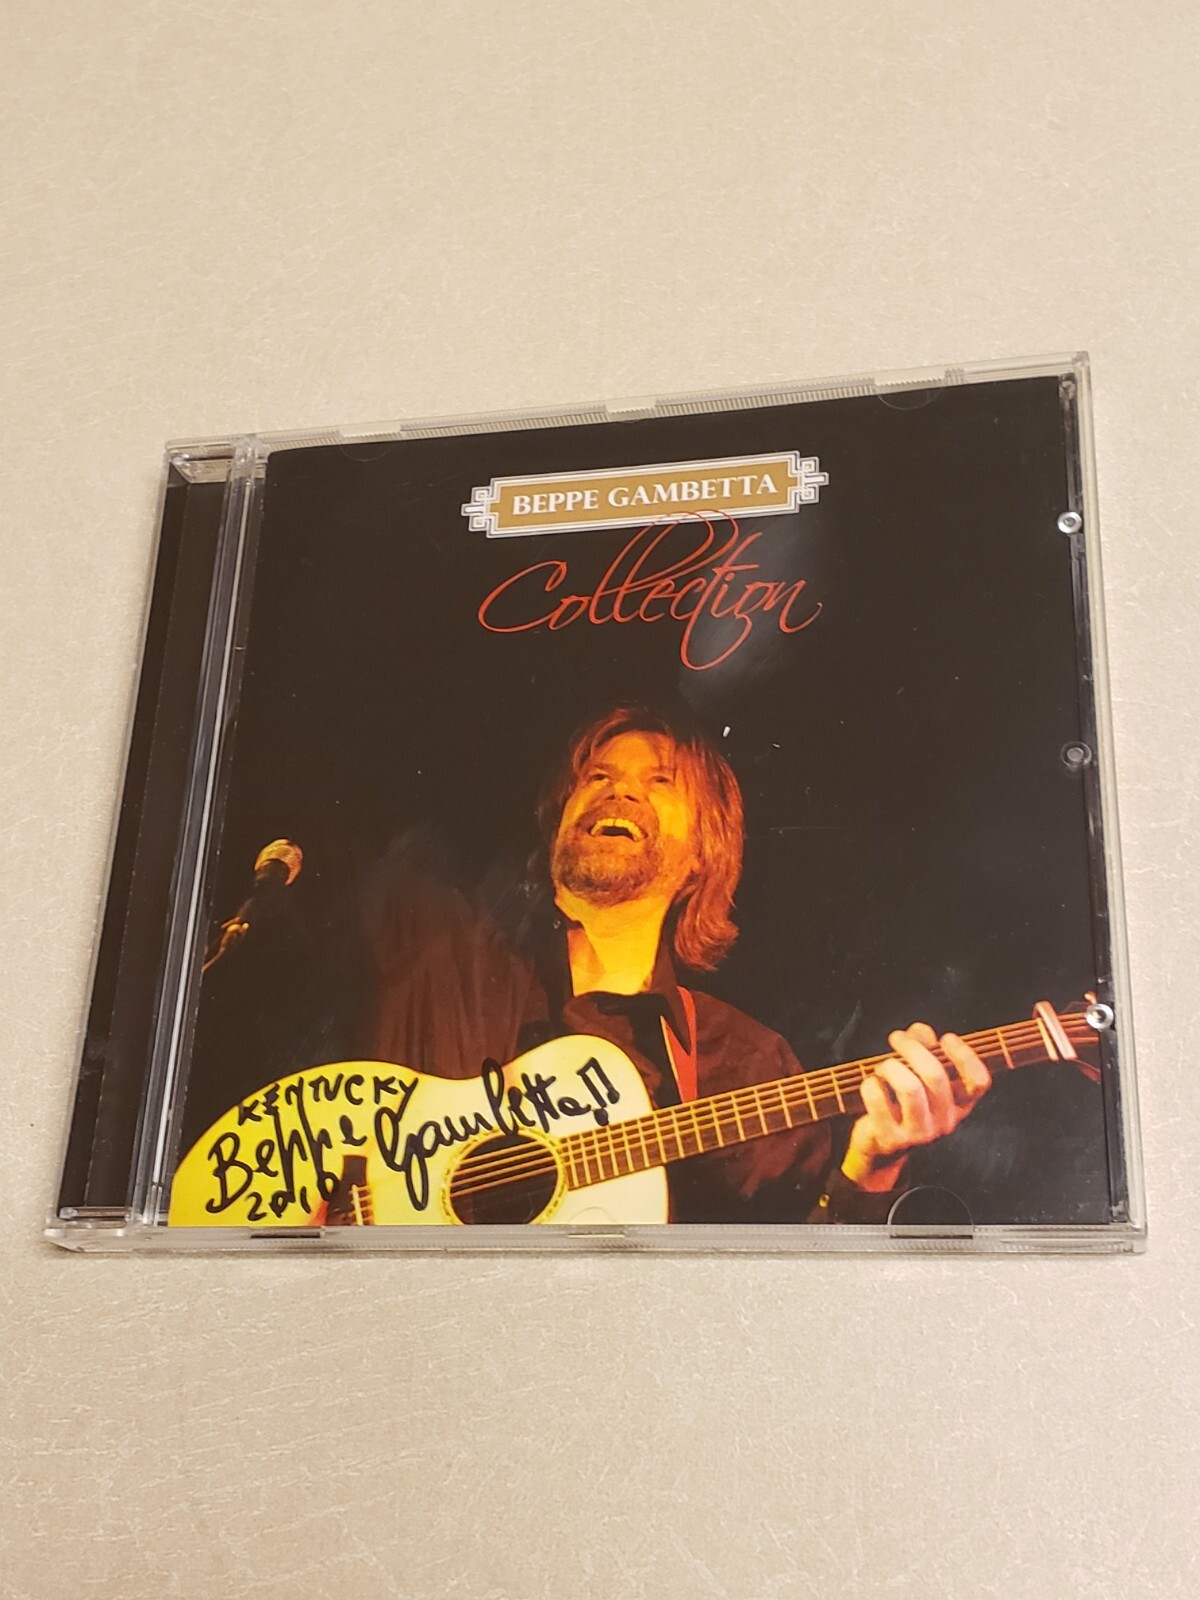 BEPPE GAMBETTA
Collection
KENTUCKY
Beppe Gambetta!!
2010